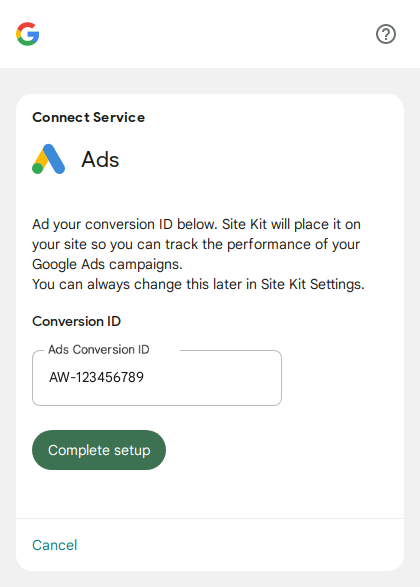 Connect Service
Ads
Ad your conversion ID below. Site Kit will place it on
your site so you can track the performance of your
Google Ads campaigns.
You can always change this later in Site Kit Settings.
Conversion ID
Ads Conversion ID
AW-123456789
Complete setup
Cancel